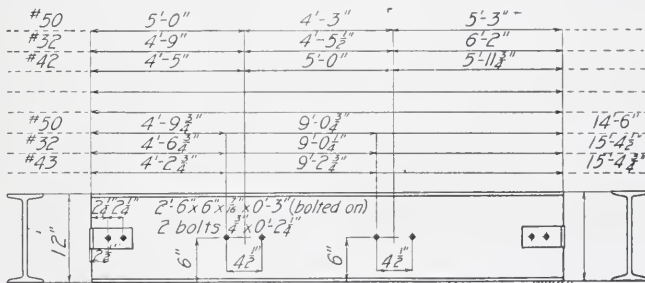 #50 5'-0" 4'-3" 5'-3"
#32 4'-9" 4'-5½" 6'-2"
#42 4'-5" 5'-0" 5'-11¾"
#50 4'-9¾" 9'-0¾" 14'-6"
#32 4'-6¾" 9'-0¼" 15'-4½"
#43 4'-2¾" 9'-2¾" 15'-4¾"
2¼" 2¼" 2'-6"x6"x7/16"x0'-3" (bolted on)
2 bolts ¾"x0'-2¼"
12"
6" 4½" 6" 4½"